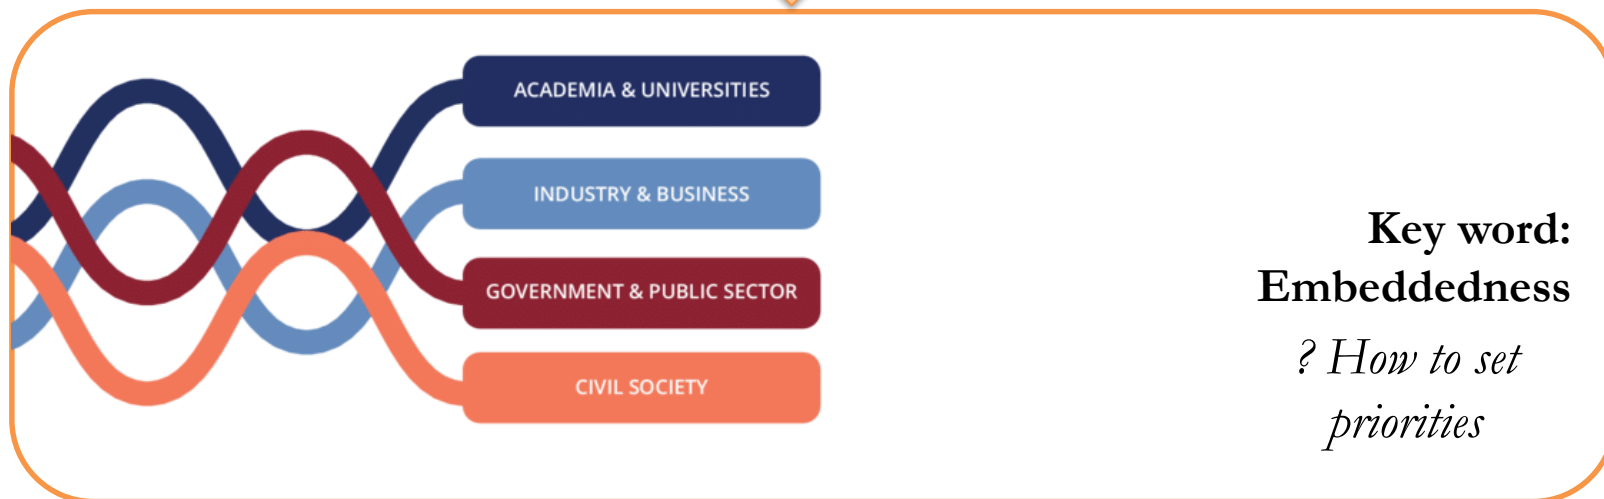 ACADEMIA & UNIVERSITIES
INDUSTRY & BUSINESS
GOVERNMENT & PUBLIC SECTOR
CIVIL SOCIETY
Key word:
Embeddedness
? How to set
priorities